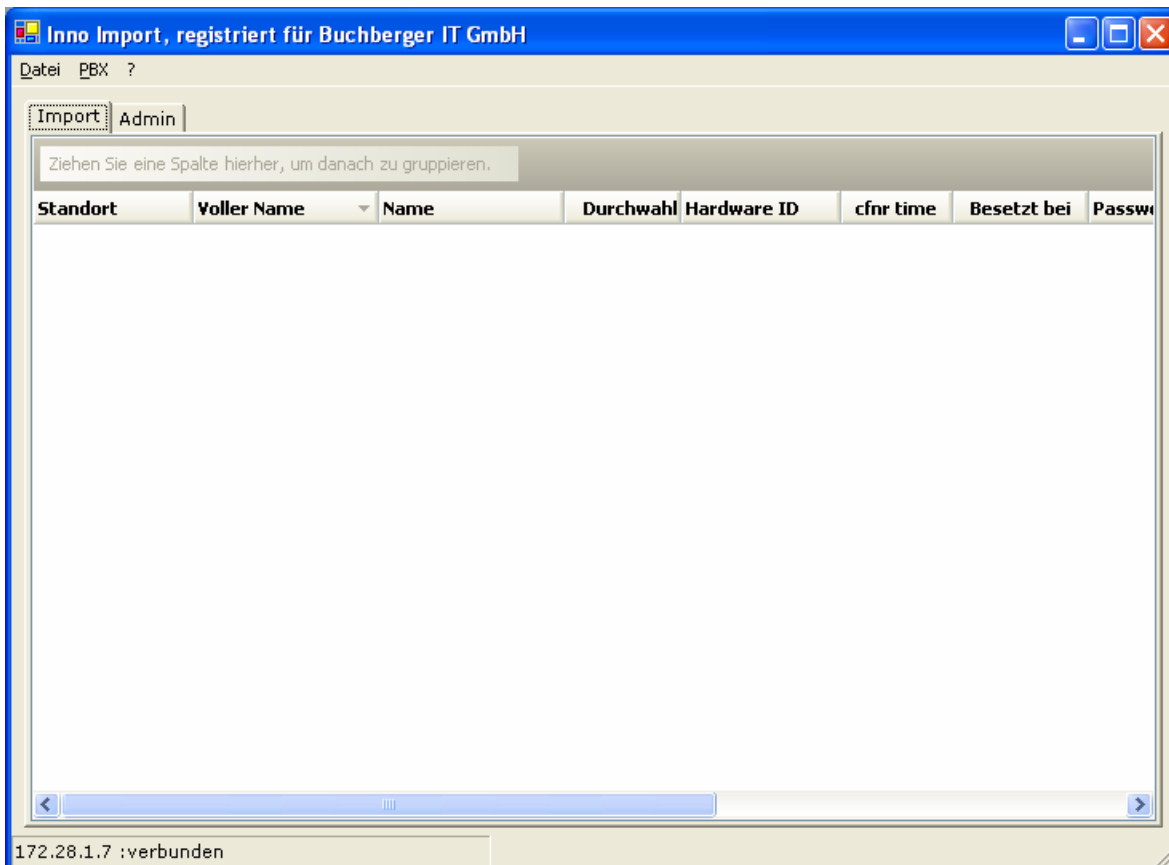 Inno Import, registriert für Buchberger IT GmbH
Datei PBX ?
Import Admin
Ziehen Sie eine Spalte hierher, um danach zu gruppieren.
Standort Voller Name Name Durchwahl Hardware ID cfnr time Besetzt bei Passwo
172.28.1.7 :verbunden